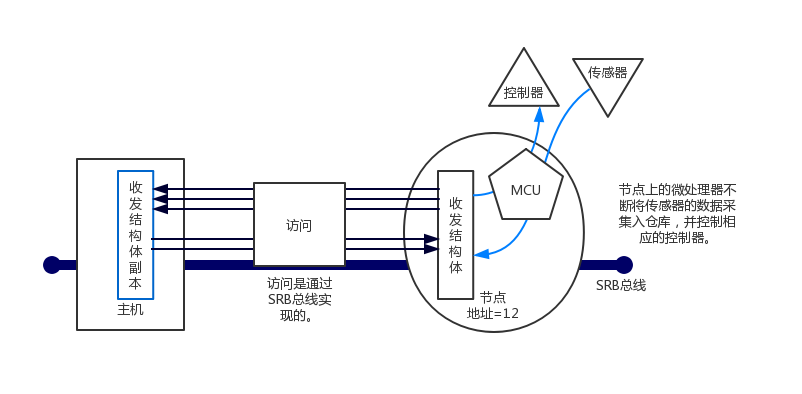 传感器
控制器
MCU
收
发
结
构
体
副
本
主机
访问
访问是通过
SRB总线实
现的。
收
发
结
构
体
节点
地址=12
节点上的微处理器不
断将传感器的数据采
集入仓库，并控制相
应的控制器。
SRB总线